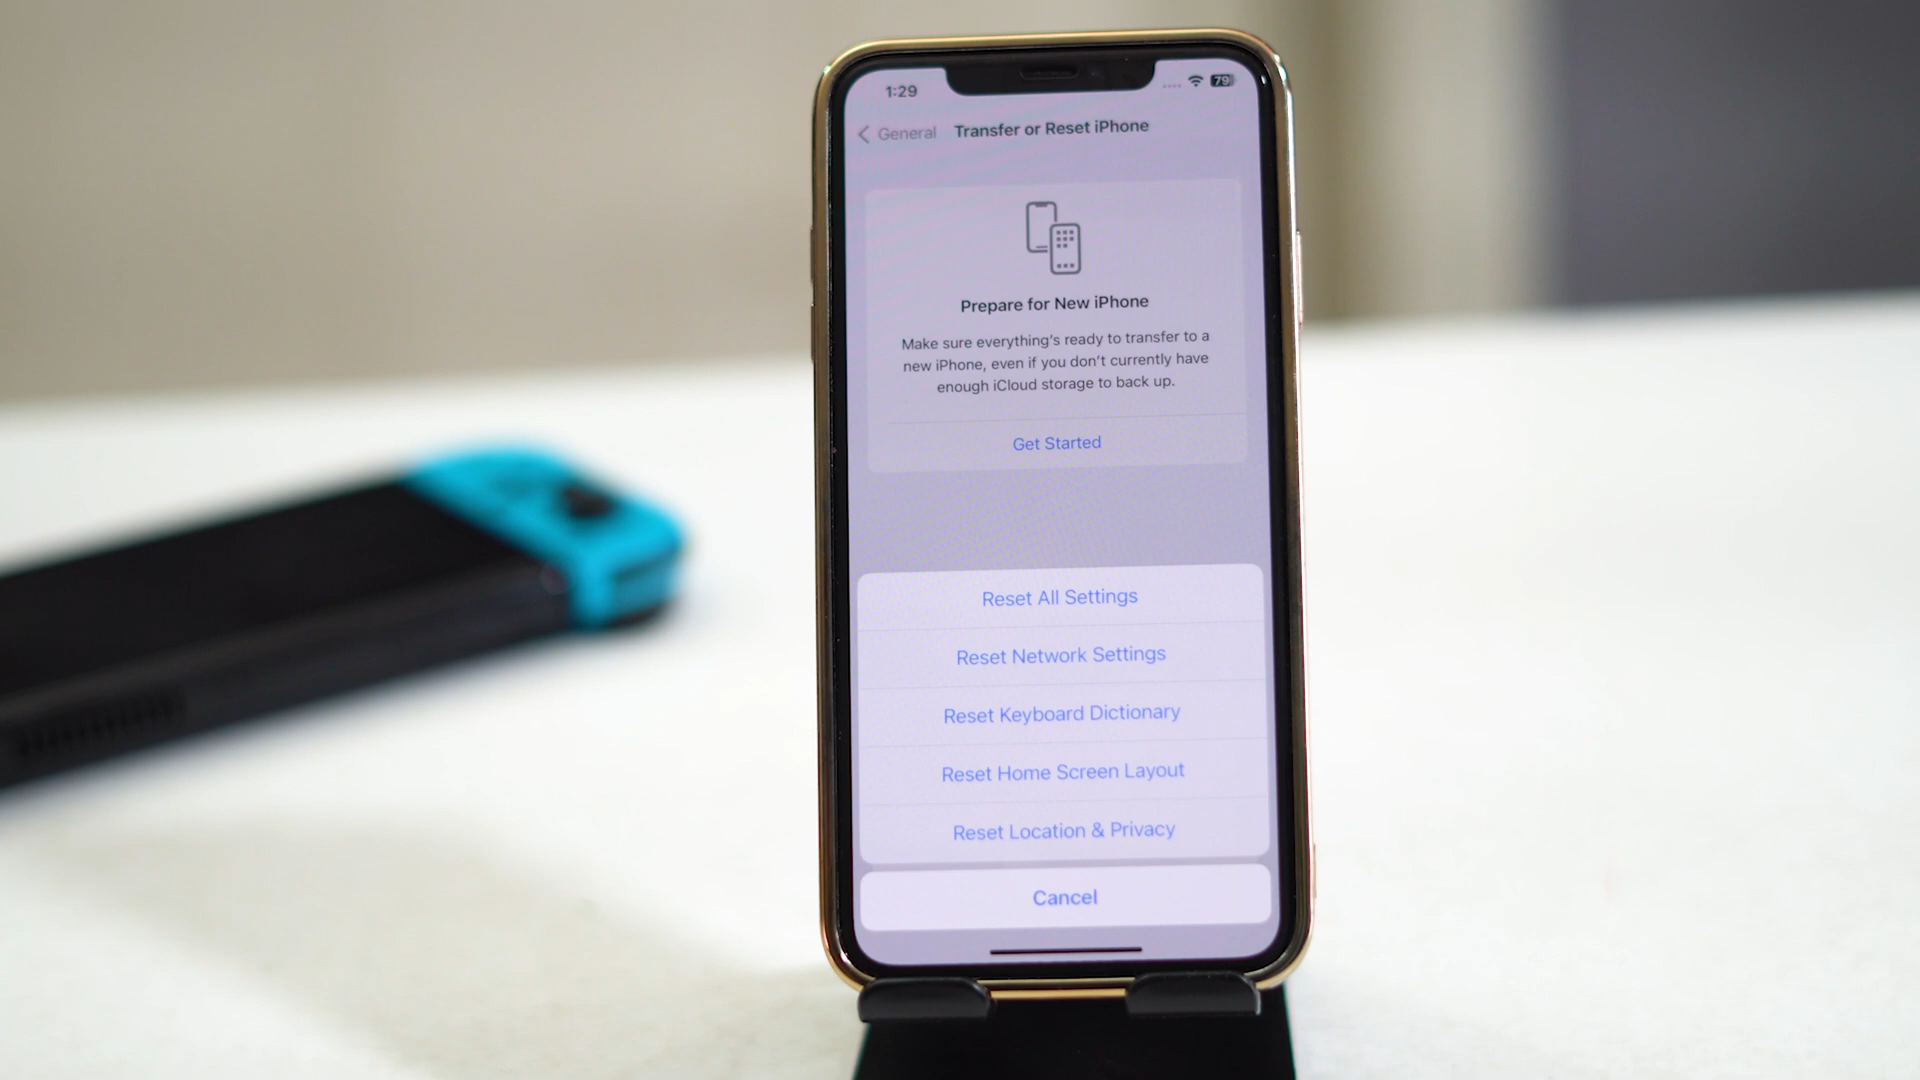 1:29
79
General
Transfer or Reset iPhone
Prepare for New iPhone
Make sure everything's ready to transfer to a
new iPhone, even if you don't currently have
enough iCloud storage to back up.
Get Started
Reset All Settings
Reset Network Settings
Reset Keyboard Dictionary
Reset Home Screen Layout
Reset Location & Privacy
Cancel